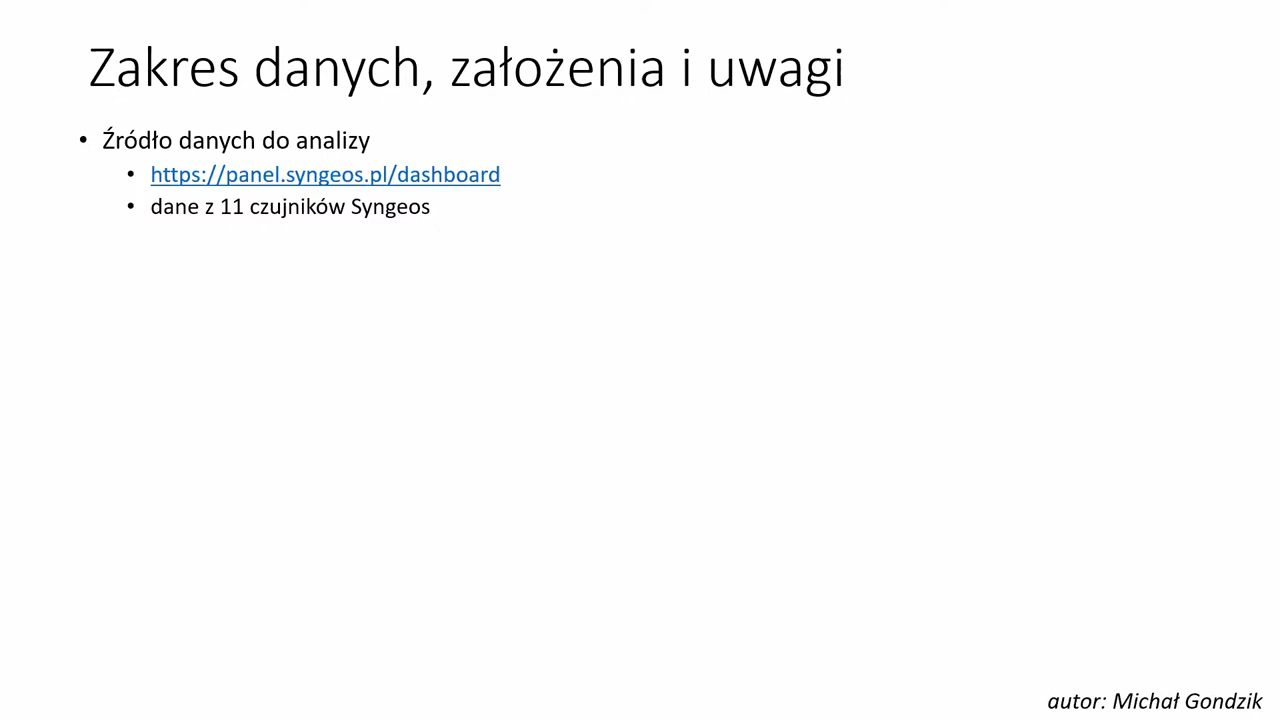 Zakres danych, założenia i uwagi
• Źródło danych do analizy
• https://panel.syngeos.pl/dashboard
• dane z 11 czujników Syngeos
autor: Michał Gondzik